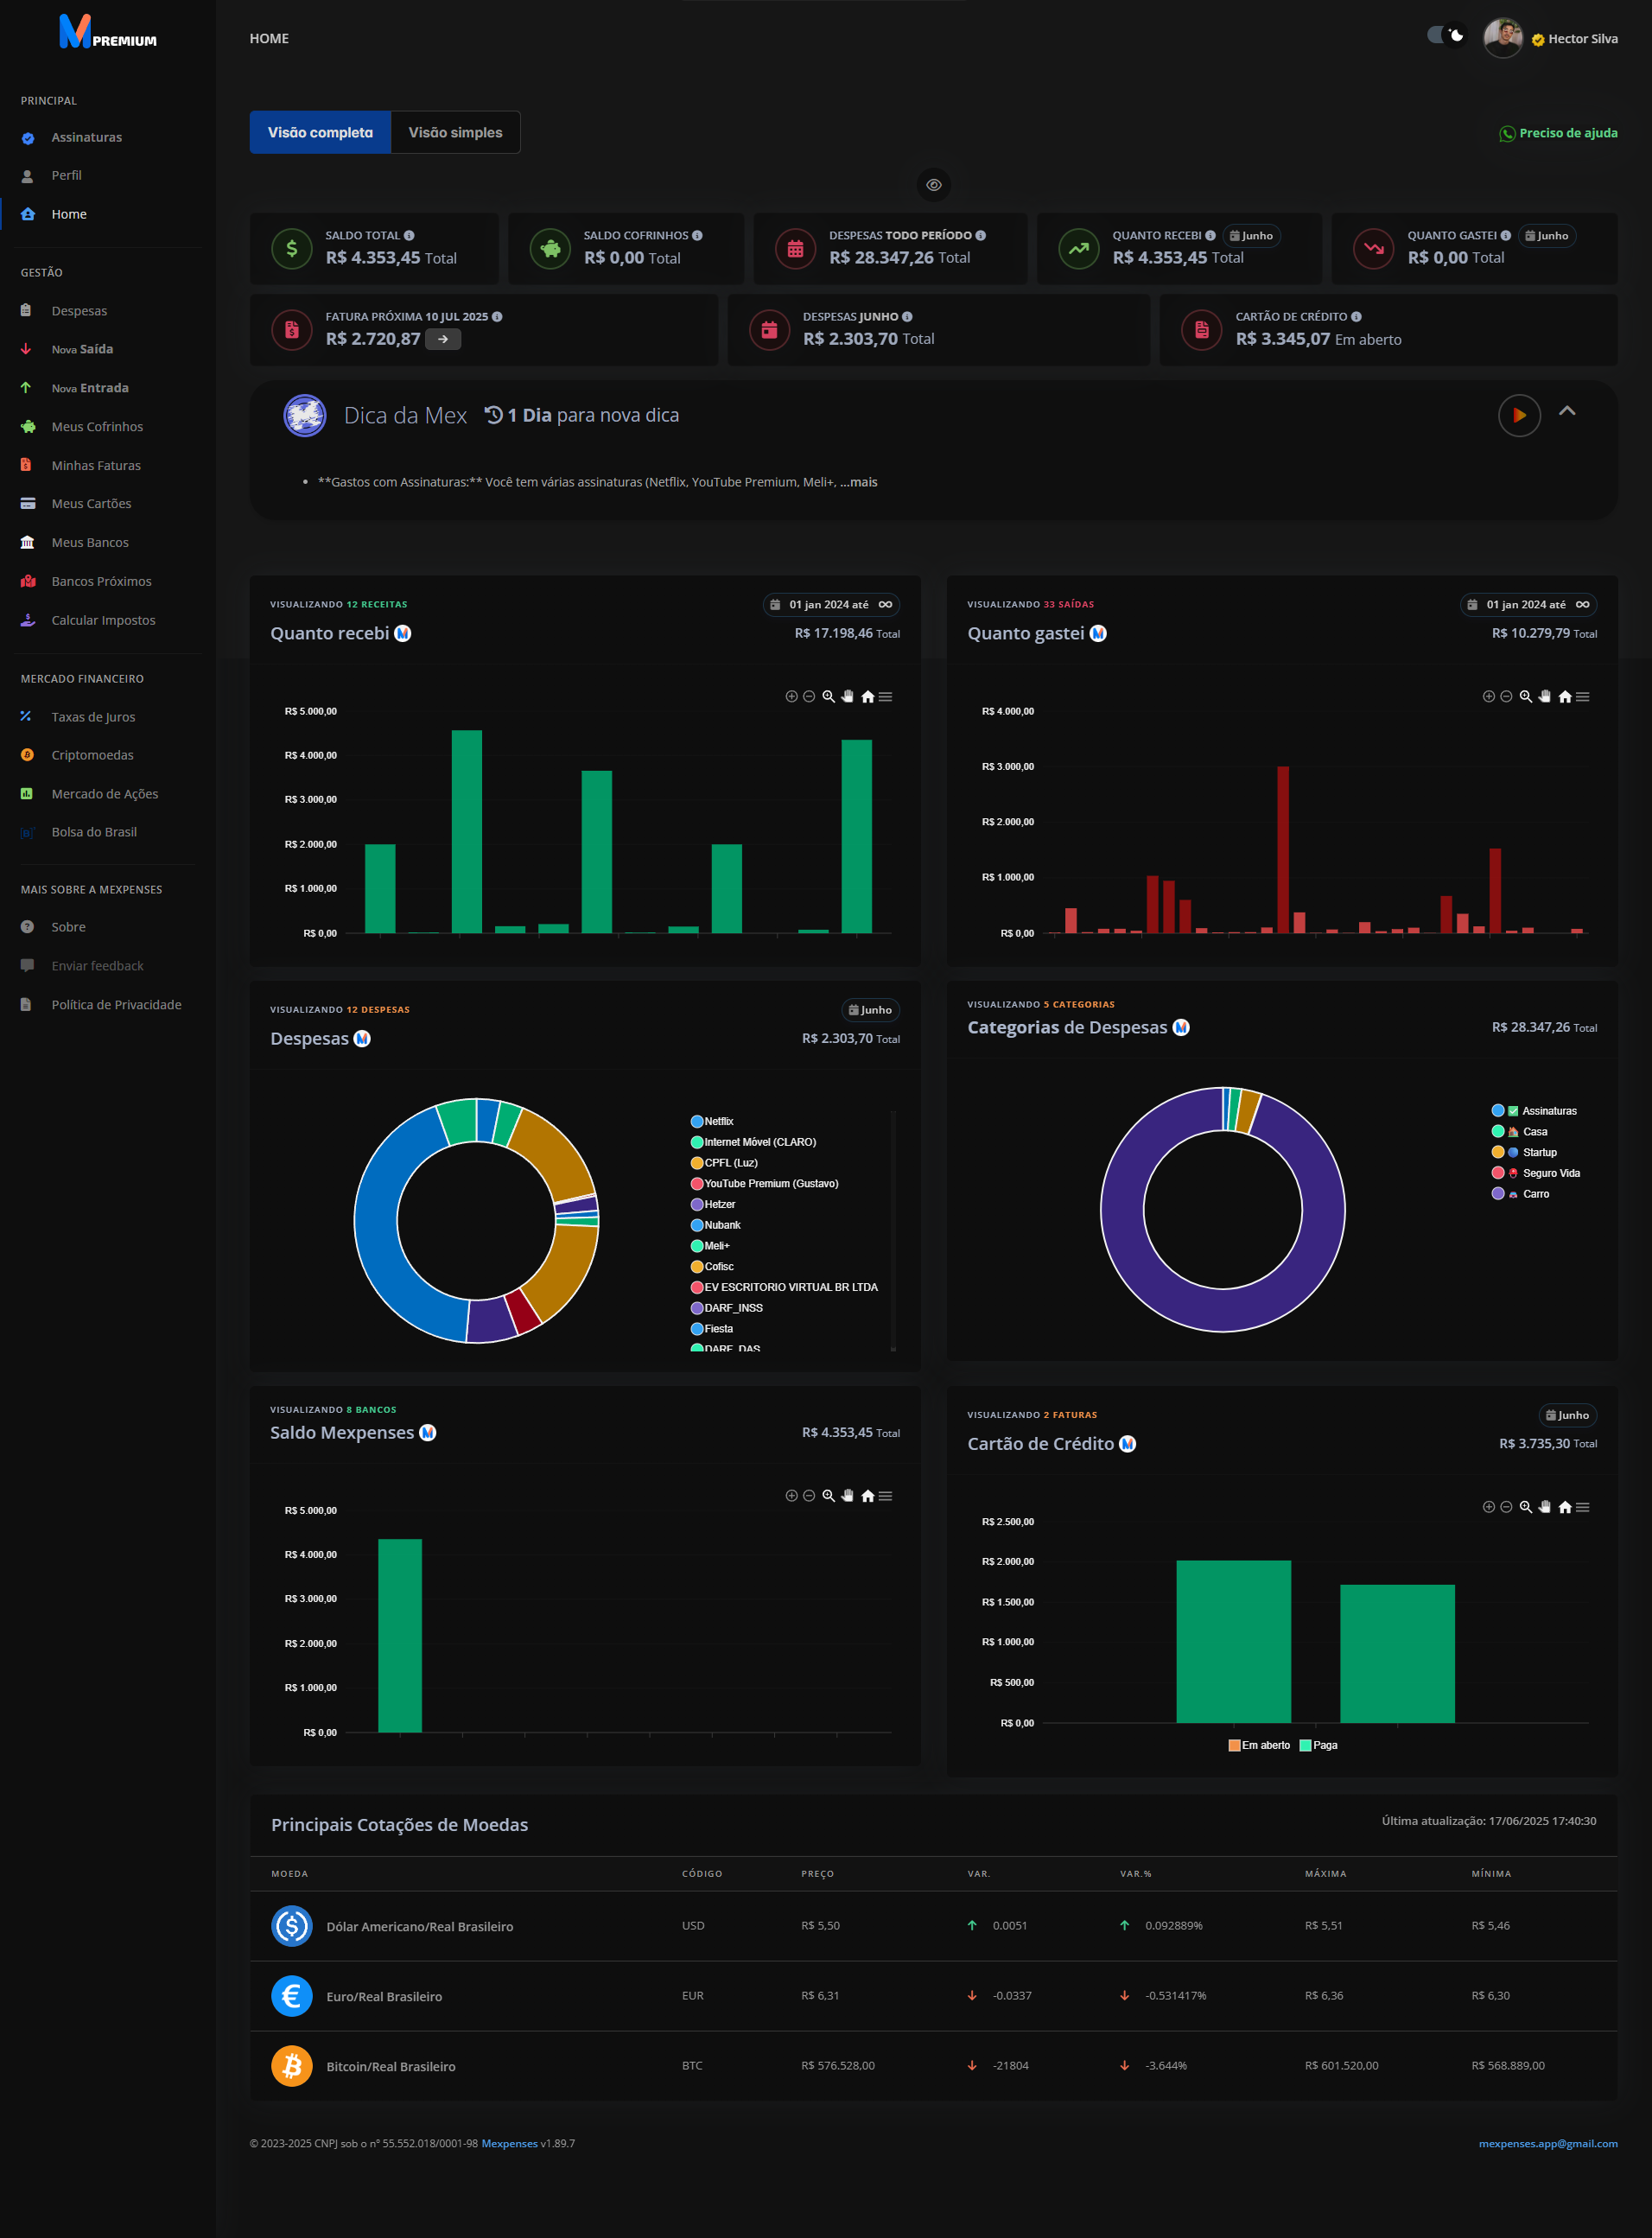 PREMIUM
HOME
Hector Silva
PRINCIPAL
Assinaturas
Perfil
Home
GESTÃO
Despesas
Nova Saída
Nova Entrada
Meus Cofrinhos
Minhas Faturas
Meus Cartões
Meus Bancos
Bancos Próximos
Calcular Impostos
MERCADO FINANCEIRO
Taxas de Juros
Criptomoedas
Mercado de Ações
Bolsa do Brasil
MAIS SOBRE A MEXPENSES
Sobre
Enviar feedback
Política de Privacidade
Visão completa
Visão simples
Preciso de ajuda
SALDO TOTAL
R$ 4.353,45 Total
SALDO COFRINHOS
R$ 0,00 Total
DESPESAS TODO PERÍODO
R$ 28.347,26 Total
QUANTO RECEBI Junho
R$ 4.353,45 Total
QUANTO GASTEI Junho
R$ 0,00 Total
FATURA PRÓXIMA 10 JUL 2025
R$ 2.720,87
DESPESAS JUNHO
R$ 2.303,70 Total
CARTÃO DE CRÉDITO
R$ 3.345,07 Em aberto
Dica da Mex 1 Dia para nova dica
• **Gastos com Assinaturas:** Você tem várias assinaturas (Netflix, YouTube Premium, Meli+, ...mais
VISUALIZANDO 12 RECEITAS
01 jan 2024 até ∞
Quanto recebi
R$ 17.198,46 Total
R$ 5.000,00
R$ 4.000,00
R$ 3.000,00
R$ 2.000,00
R$ 1.000,00
R$ 0,00
VISUALIZANDO 33 SAÍDAS
01 jan 2024 até ∞
Quanto gastei
R$ 10.279,79 Total
R$ 4.000,00
R$ 3.000,00
R$ 2.000,00
R$ 1.000,00
R$ 0,00
VISUALIZANDO 12 DESPESAS
Junho
Despesas
R$ 2.303,70 Total
Netflix
Internet Móvel (CLARO)
CPFL (Luz)
YouTube Premium (Gustavo)
Hetzer
Nubank
Meli+
Cofisc
EV ESCRITORIO VIRTUAL BR LTDA
DARF_INSS
Fiesta
DARF_DAS
VISUALIZANDO 5 CATEGORIAS
Categorias de Despesas
R$ 28.347,26 Total
Assinaturas
Casa
Startup
Seguro Vida
Carro
VISUALIZANDO 8 BANCOS
Saldo Mexpenses
R$ 4.353,45 Total
R$ 5.000,00
R$ 4.000,00
R$ 3.000,00
R$ 2.000,00
R$ 1.000,00
R$ 0,00
VISUALIZANDO 2 FATURAS
Junho
Cartão de Crédito
R$ 3.735,30 Total
R$ 2.500,00
R$ 2.000,00
R$ 1.500,00
R$ 1.000,00
R$ 500,00
R$ 0,00
Em aberto Paga
Principais Cotações de Moedas
Última atualização: 17/06/2025 17:40:30
MOEDA CÓDIGO PREÇO VAR. VAR.% MÁXIMA MÍNIMA
Dólar Americano/Real Brasileiro USD R$ 5,50 0.0051 0.092889% R$ 5,51 R$ 5,46
Euro/Real Brasileiro EUR R$ 6,31 -0.0337 -0.531417% R$ 6,36 R$ 6,30
Bitcoin/Real Brasileiro BTC R$ 576.528,00 -21804 -3.644% R$ 601.520,00 R$ 568.889,00
© 2023-2025 CNPJ sob o nº 55.552.018/0001-98 Mexpenses v1.89.7
mexpenses.app@gmail.com